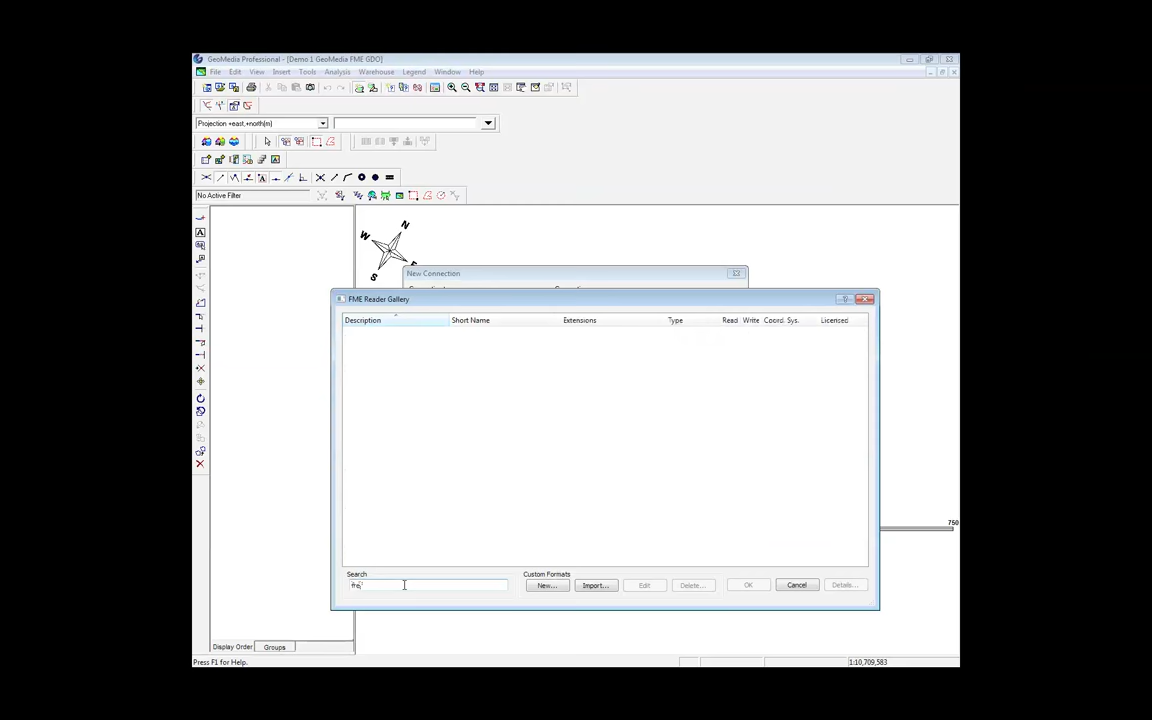 GeoMedia Professional - [Demo 1 GeoMedia FME GDO]
File Edit View Insert Tools Analysis Warehouse Legend Window Help
Projection +east,+north(m)
No Active Filter
N
W
S
New Connection
FME Reader Gallery
Description Short Name Extensions Type Read Write Coord. Sys. Licenced
750
Search Custom Formats
New... Import... Edit Delete... OK Cancel Details...
Display Order Groups
Press F1 for Help. 1:10,709,583